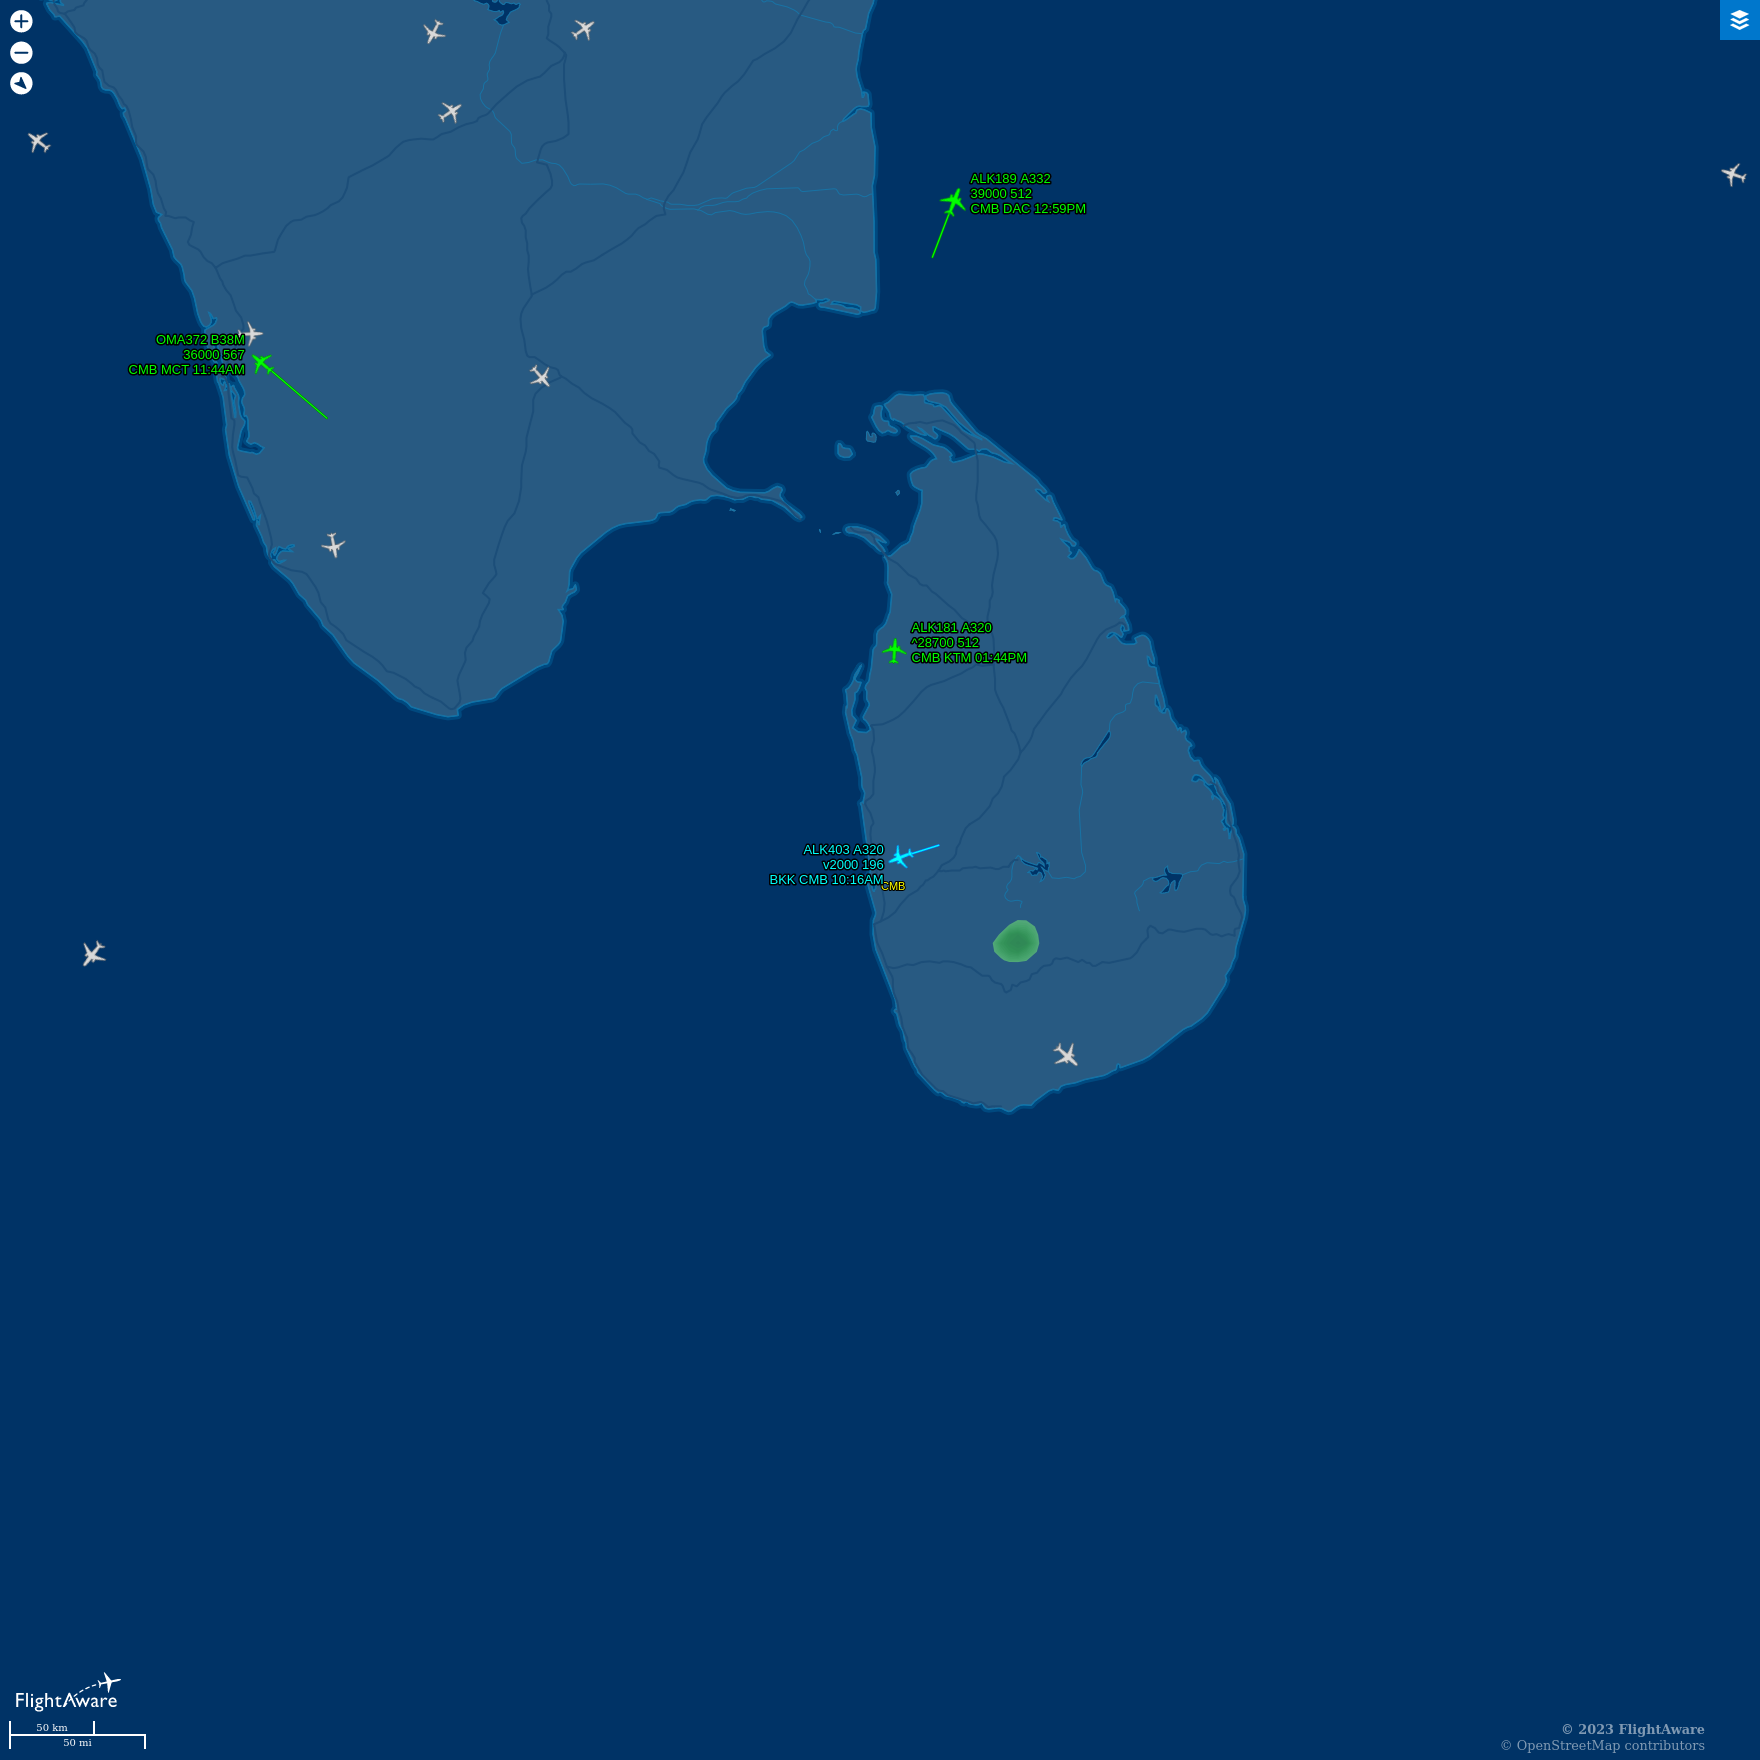 ALK189 A332
39000 512
CMB DAC 12:59PM
OMA372 B38M
36000 567
CMB MCT 11:44AM
ALK181 A320
^28700 512
CMB KTM 01:44PM
ALK403 A320
v2000 196
BKK CMB 10:16AM
CMB
FlightAware
50 km
50 mi
© 2023 FlightAware
© OpenStreetMap contributors